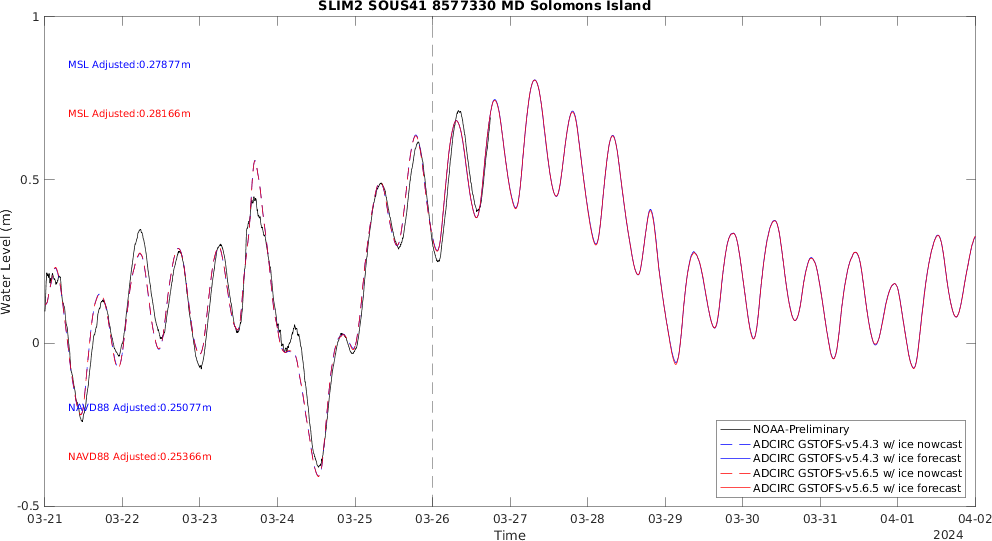 SLIM2 SOUS41 8577330 MD Solomons Island
1
MSL Adjusted:0.27877m
MSL Adjusted:0.28166m
0.5
Water Level (m)
0
NAVD88 Adjusted:0.25077m
NAVD88 Adjusted:0.25366m
NOAA-Preliminary
ADCIRC GSTOFS-v5.4.3 w/ ice nowcast
ADCIRC GSTOFS-v5.4.3 w/ ice forecast
ADCIRC GSTOFS-v5.6.5 w/ ice nowcast
ADCIRC GSTOFS-v5.6.5 w/ ice forecast
-0.5
03-21 03-22 03-23 03-24 03-25 03-26 03-27 03-28 03-29 03-30 03-31 04-01 04-02
Time 2024